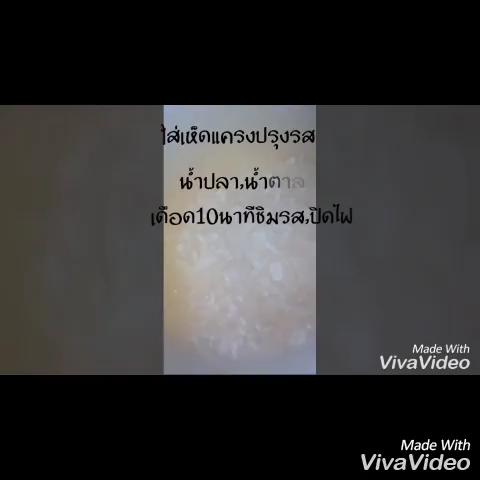 ใส่เห็ดแครงปรุงรส
น้ำปลา,น้ำตาล
เดือด10นาทีชิมรส,ปิดไฟ
Made With
VivaVideo
Made With
VivaVideo